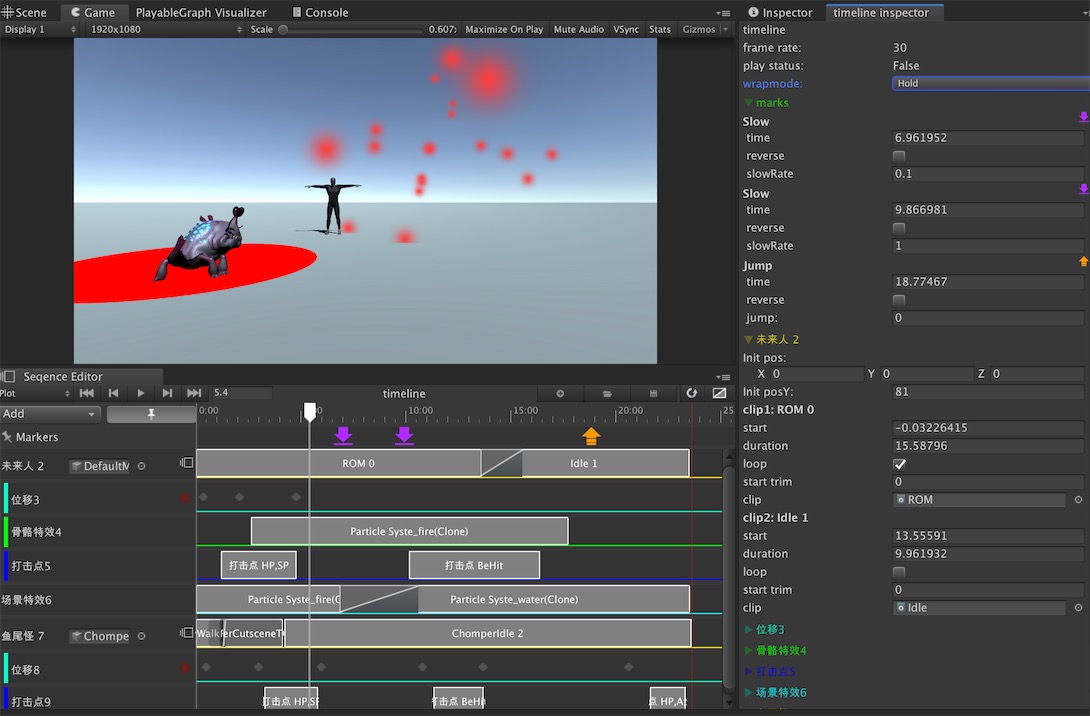 Scene Game PlayableGraph Visualizer Console
Display 1 1920x1080 Scale 0.607: Maximize On Play Mute Audio VSync Stats Gizmos
Seqence Editor
Plot 5.4 timeline
Add 0:00 :00 10:00 15:00 20:00 25
Markers
未来人 2 DefaultM ROM 0 Idle 1
位移3
骨骼特效4 Particle Syste_fire(Clone)
打击点5 打击点 HP,SP 打击点 BeHit
场景特效6 Particle Syste_fire(C Particle Syste_water(Clone)
鱼尾怪 7 Chompe Walk erCutsceneT ChomperIdle 2
位移8
打击点9 打击点 HP,SP 打击点 BeHit 点 HP,A
Inspector timeline inspector
timeline
frame rate: 30
play status: False
wrapmode: Hold
marks
Slow
time 6.961952
reverse
slowRate 0.1
Slow
time 9.866981
reverse
slowRate 1
Jump
time 18.77467
reverse
jump: 0
未来人 2
Init pos:
X 0 Y 0 Z 0
Init posY: 81
clip1: ROM 0
start -0.03226415
duration 15.58796
loop
start trim 0
clip ROM
clip2: Idle 1
start 13.55591
duration 9.961932
loop
start trim 0
clip Idle
位移3
骨骼特效4
打击点5
场景特效6